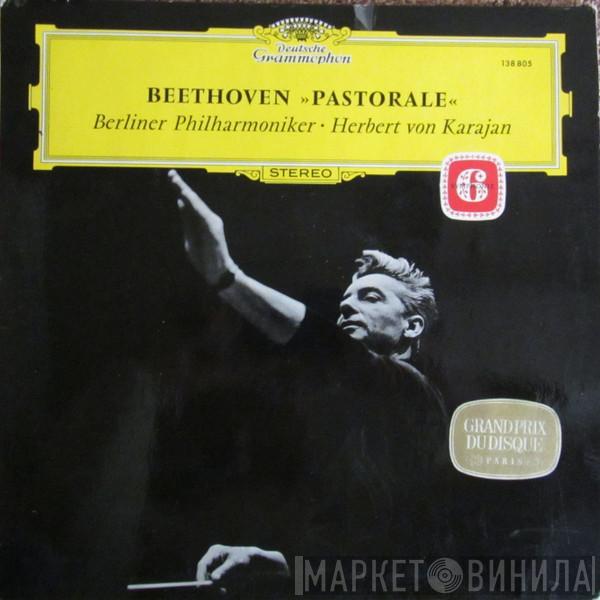 Deutsche
Grammophon
138 805
BEETHOVEN »PASTORALE«
Berliner Philharmoniker · Herbert von Karajan
STEREO
6
GRAND PRIX
DU DISQUE
PARIS
МАРКЕТ ВИНИЛА